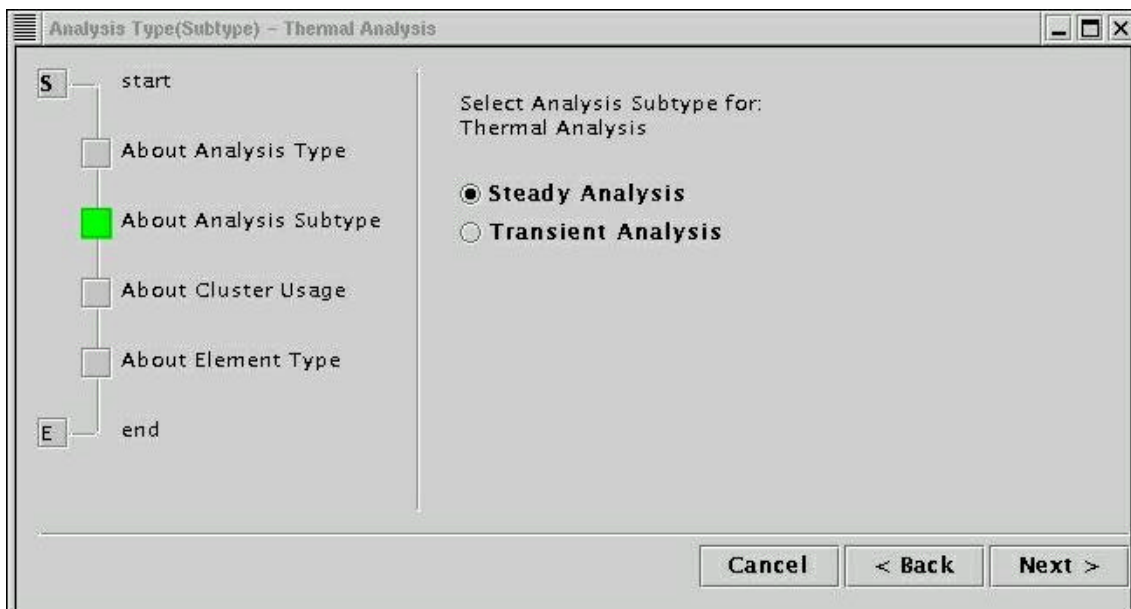 Analysis Type(Subtype) – Thermal Analysis
S start
About Analysis Type
About Analysis Subtype
About Cluster Usage
About Element Type
E end
Select Analysis Subtype for:
Thermal Analysis
Steady Analysis
Transient Analysis
Cancel
< Back
Next >